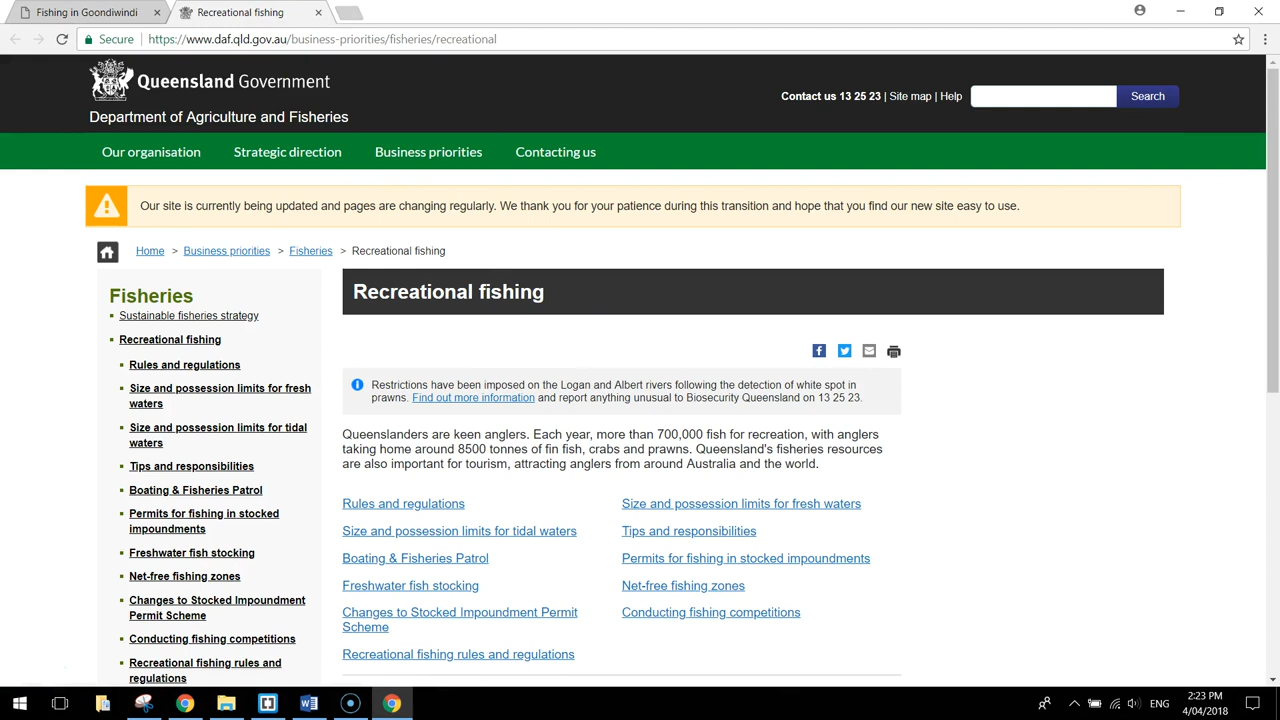 Fishing in Goondiwindi
Recreational fishing
Secure
https://www.daf.qld.gov.au/business-priorities/fisheries/recreational
Queensland Government
Department of Agriculture and Fisheries
Contact us 13 25 23 | Site map | Help
Search
Our organisation
Strategic direction
Business priorities
Contacting us
Our site is currently being updated and pages are changing regularly. We thank you for your patience during this transition and hope that you find our new site easy to use.
Home > Business priorities > Fisheries > Recreational fishing
Fisheries
Sustainable fisheries strategy
Recreational fishing
Rules and regulations
Size and possession limits for fresh
waters
Size and possession limits for tidal
waters
Tips and responsibilities
Boating & Fisheries Patrol
Permits for fishing in stocked
impoundments
Freshwater fish stocking
Net-free fishing zones
Changes to Stocked Impoundment
Permit Scheme
Conducting fishing competitions
Recreational fishing rules and
regulations
Recreational fishing
Restrictions have been imposed on the Logan and Albert rivers following the detection of white spot in
prawns. Find out more information and report anything unusual to Biosecurity Queensland on 13 25 23.
Queenslanders are keen anglers. Each year, more than 700,000 fish for recreation, with anglers
taking home around 8500 tonnes of fin fish, crabs and prawns. Queensland's fisheries resources
are also important for tourism, attracting anglers from around Australia and the world.
Rules and regulations
Size and possession limits for fresh waters
Size and possession limits for tidal waters
Tips and responsibilities
Boating & Fisheries Patrol
Permits for fishing in stocked impoundments
Freshwater fish stocking
Net-free fishing zones
Changes to Stocked Impoundment Permit
Scheme
Conducting fishing competitions
Recreational fishing rules and regulations
ENG
2:23 PM
4/04/2018